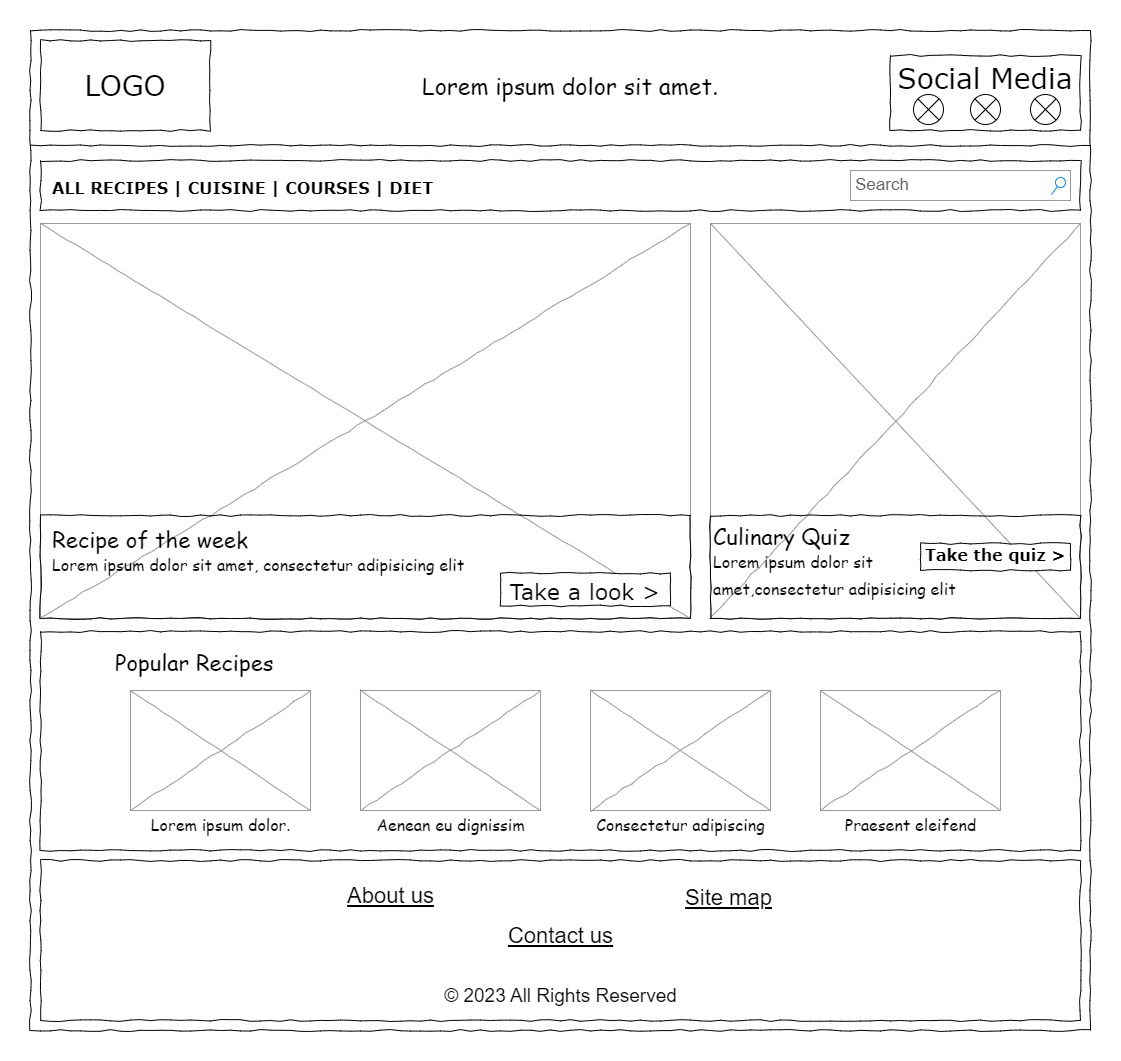 LOGO
Lorem ipsum dolor sit amet.
Social Media
ALL RECIPES | CUISINE | COURSES | DIET
Search
Recipe of the week
Lorem ipsum dolor sit amet, consectetur adipisicing elit
Take a look >
Culinary Quiz
Lorem ipsum dolor sit
amet,consectetur adipisicing elit
Take the quiz >
Popular Recipes
Lorem ipsum dolor.
Aenean eu dignissim
Consectetur adipiscing
Praesent eleifend
About us
Site map
Contact us
© 2023 All Rights Reserved